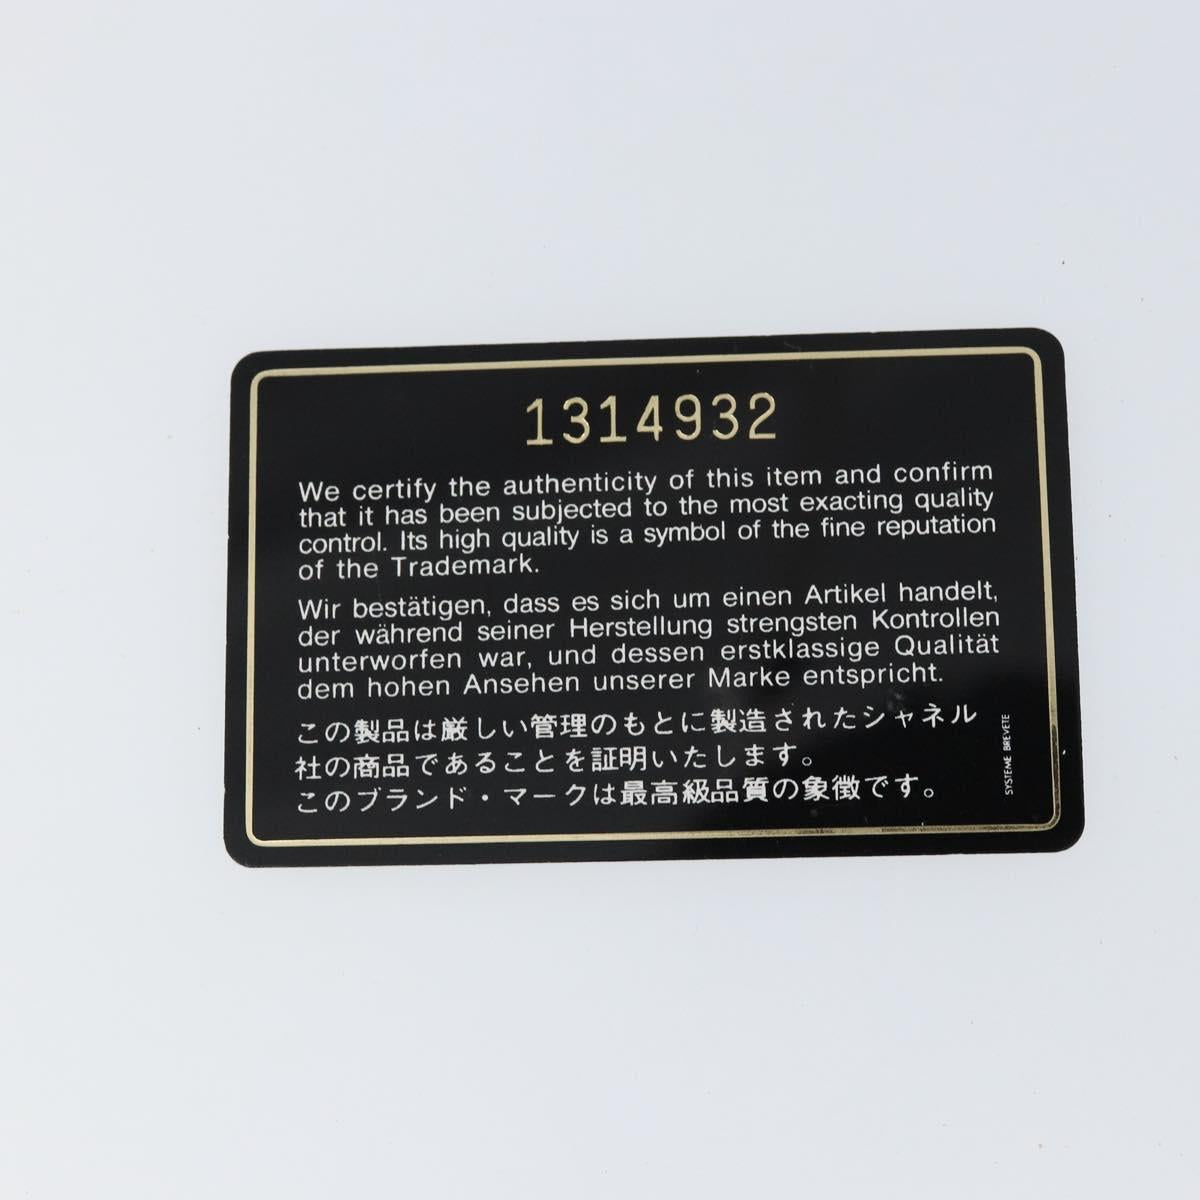 1314932
We certify the authenticity of this item and confirm
that it has been subjected to the most exacting quality
control. Its high quality is a symbol of the fine reputation
of the Trademark.
Wir bestätigen, dass es sich um einen Artikel handelt,
der während seiner Herstellung strengsten Kontrollen
unterworfen war, und dessen erstklassige Qualität
dem hohen Ansehen unserer Marke entspricht.
この製品は厳しい管理のもとに製造されたシャネル
社の商品であることを証明いたします。
このブランド・マークは最高級品質の象徴です。
SYSTEME BREVETE